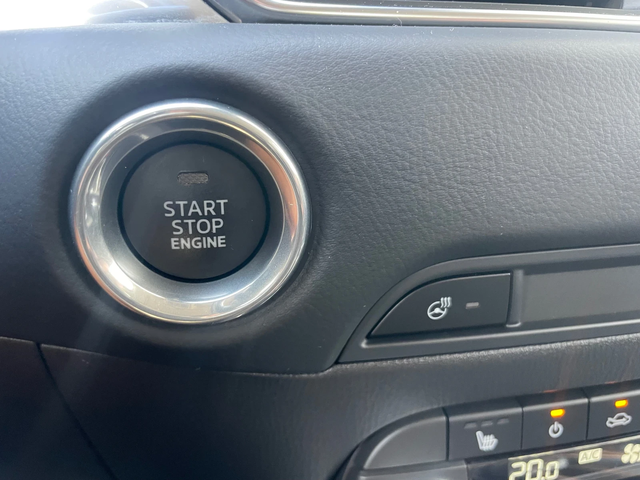 START
STOP
ENGINE
20.0
A/C